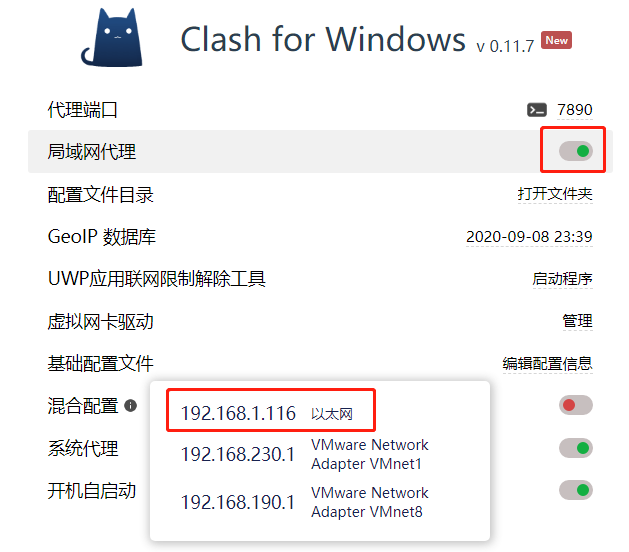 Clash for Windows v 0.11.7 New
代理端口 7890
局域网代理
配置文件目录 打开文件夹
GeoIP 数据库 2020-09-08 23:39
UWP应用联网限制解除工具 启动程序
虚拟网卡驱动 管理
基础配置文件 编辑配置信息
混合配置
系统代理
开机自启动
192.168.1.116 以太网
192.168.230.1 VMware Network
Adapter VMnet1
192.168.190.1 VMware Network
Adapter VMnet8